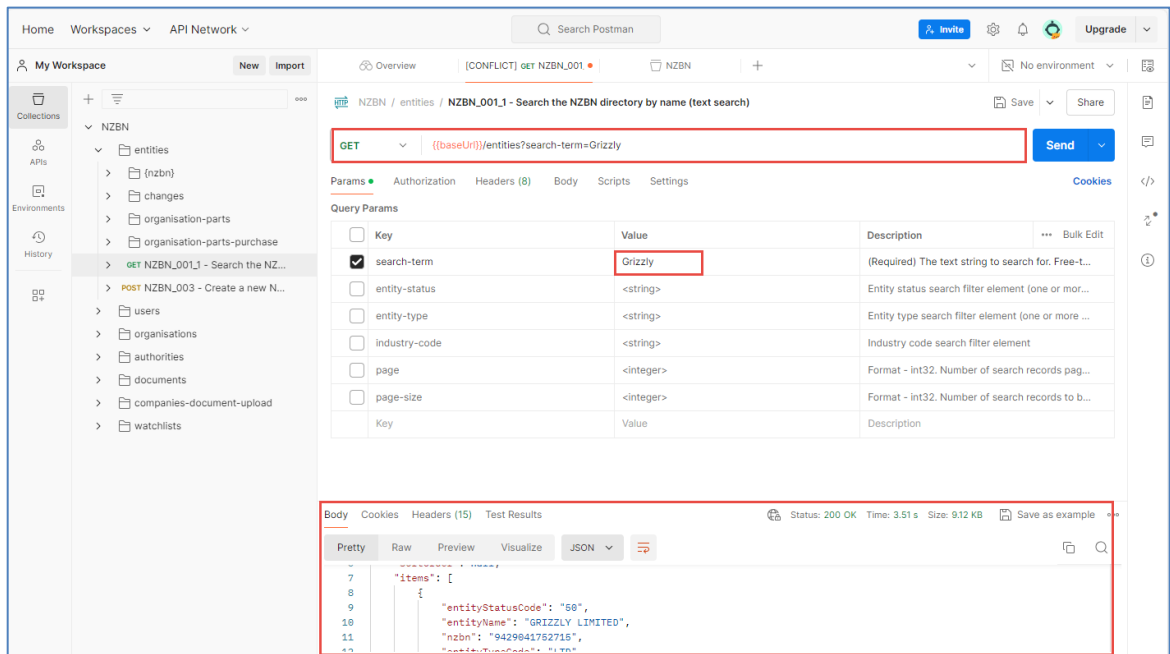 Home Workspaces API Network Search Postman Invite Upgrade
My Workspace New Import Overview [CONFLICT] GET NZBN_001 NZBN + No environment
Collections
APIs
Environments
History
NZBN
entities
{nzbn}
changes
organisation-parts
organisation-parts-purchase
GET NZBN_001_1 - Search the NZ...
POST NZBN_003 - Create a new N...
users
organisations
authorities
documents
companies-document-upload
watchlists
HTTP NZBN / entities / NZBN_001_1 - Search the NZBN directory by name (text search) Save Share
GET {{baseUrl}}/entities?search-term=Grizzly Send
Params Authorization Headers (8) Body Scripts Settings Cookies
Query Params
Key Value Description Bulk Edit
search-term Grizzly (Required) The text string to search for. Free-t...
entity-status <string> Entity status search filter element (one or mor...
entity-type <string> Entity type search filter element (one or more ...
industry-code <string> Industry code search filter element
page <integer> Format - int32. Number of search records pag...
page-size <integer> Format - int32. Number of search records to b...
Key Value Description
Body Cookies Headers (15) Test Results Status: 200 OK Time: 3.51 s Size: 9.12 KB Save as example
Pretty Raw Preview Visualize JSON
7 "items": [
8 {
9 "entityStatusCode": "50",
10 "entityName": "GRIZZLY LIMITED",
11 "nzbn": "9429041752715",
12 "entityTypeCode": "LTD",